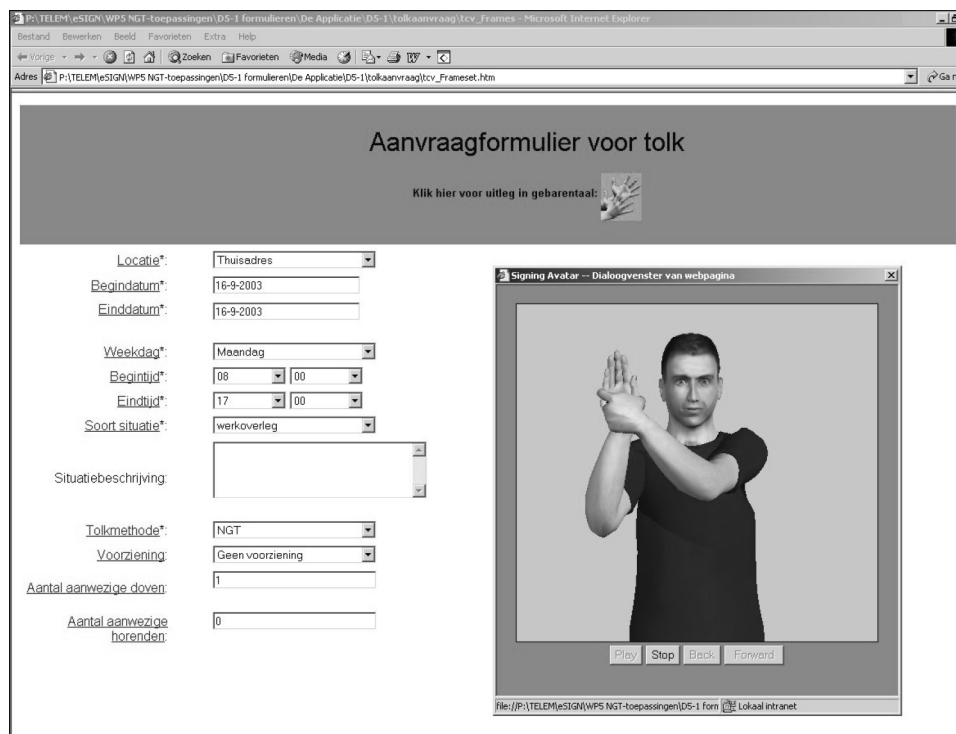 P:\TELEM\eSIGN\WP5 NGT-toepassingen\D5-1 formulieren\De Applicatie\D5-1\tolkaanvraag\tcv_Frames - Microsoft Internet Explorer
Bestand Bewerken Beeld Favorieten Extra Help
Vorige Zoeken Favorieten Media
Adres P:\TELEM\eSIGN\WP5 NGT-toepassingen\D5-1 formulieren\De Applicatie\D5-1\tolkaanvraag\tcv_Frameset.htm Ga n
Aanvraagformulier voor tolk
Klik hier voor uitleg in gebarentaal:
Locatie*: Thuisadres
Begindatum*: 16-9-2003
Einddatum*: 16-9-2003
Weekdag*: Maandag
Begintijd*: 08 00
Eindtijd*: 17 00
Soort situatie*: werkoverleg
Situatiebeschrijving:
Tolkmethode*: NGT
Voorziening: Geen voorziening
Aantal aanwezige doven: 1
Aantal aanwezige 0
horenden:
Signing Avatar -- Dialoogvenster van webpagina
Play Stop Back Forward
file://P:\TELEM\eSIGN\WP5 NGT-toepassingen\D5-1 form Lokaal intranet